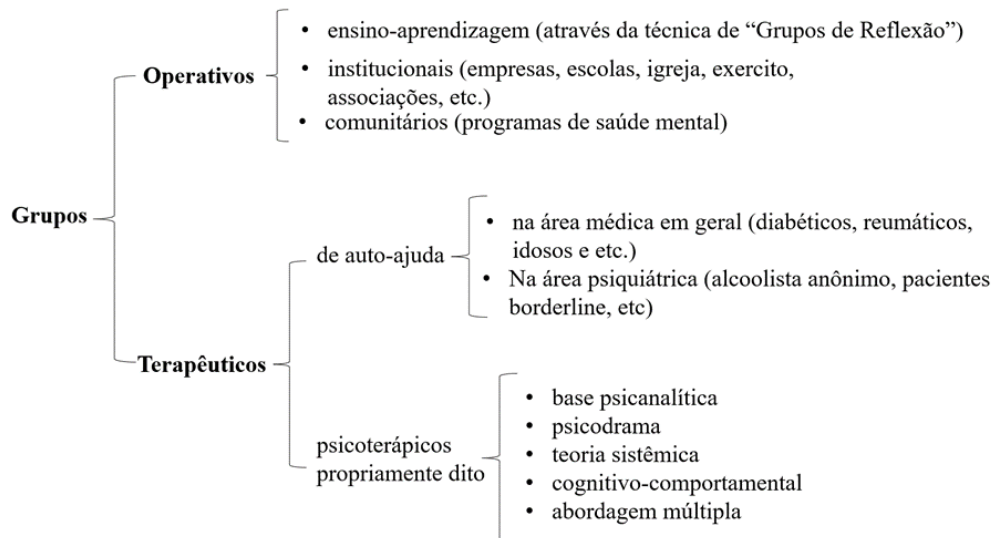 • ensino-aprendizagem (através da técnica de “Grupos de Reflexão”)
Operativos
• institucionais (empresas, escolas, igreja, exercito,
associações, etc.)
• comunitários (programas de saúde mental)
Grupos
• na área médica em geral (diabéticos, reumáticos,
idosos e etc.)
de auto-ajuda
• Na área psiquiátrica (alcoolista anônimo, pacientes
borderline, etc)
Terapêuticos
• base psicanalítica
• psicodrama
psicoterápicos
propriamente dito
• teoria sistêmica
• cognitivo-comportamental
• abordagem múltipla